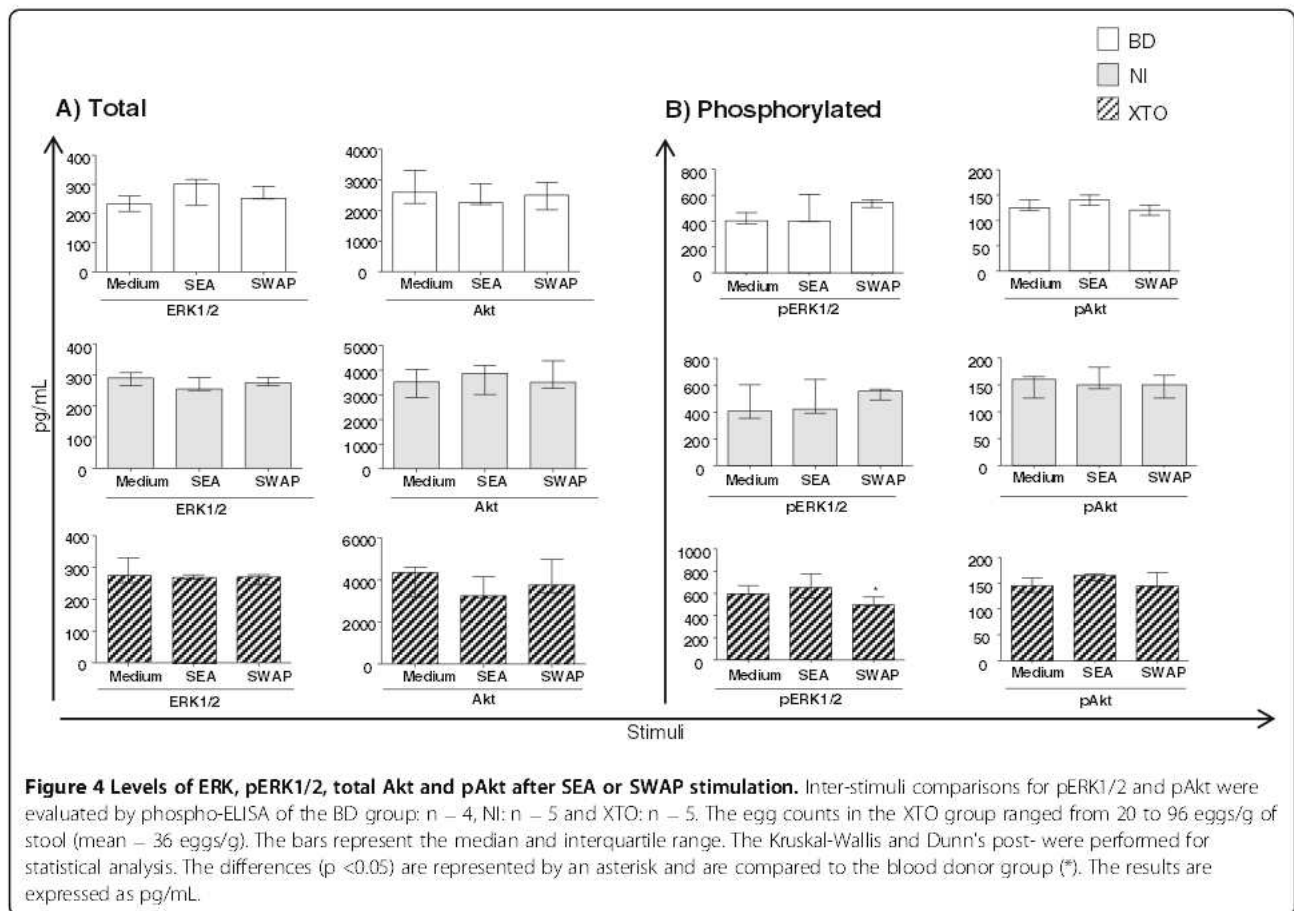 BD
NI
XTO
A) Total
B) Phosphorylated
pg/mL
400
300
200
100
0
Medium SEA SWAP
ERK1/2
4000
3000
2000
1000
0
Medium SEA SWAP
Akt
800
600
400
200
0
Medium SEA SWAP
pERK1/2
200
150
100
50
0
Medium SEA SWAP
pAkt
400
300
200
100
0
Medium SEA SWAP
ERK1/2
5000
4000
3000
2000
1000
0
Medium SEA SWAP
Akt
800
600
400
200
0
Medium SEA SWAP
pERK1/2
200
150
100
50
0
Medium SEA SWAP
pAkt
400
300
200
100
0
Medium SEA SWAP
ERK1/2
6000
4000
2000
0
Medium SEA SWAP
Akt
1000
800
600
400
200
0
*
Medium SEA SWAP
pERK1/2
200
150
100
50
0
Medium SEA SWAP
pAkt
Stimuli
Figure 4 Levels of ERK, pERK1/2, total Akt and pAkt after SEA or SWAP stimulation. Inter-stimuli comparisons for pERK1/2 and pAkt were
evaluated by phospho-ELISA of the BD group: n – 4, NI: n – 5 and XTO: n – 5. The egg counts in the XTO group ranged from 20 to 96 eggs/g of
stool (mean – 36 eggs/g). The bars represent the median and interquartile range. The Kruskal-Wallis and Dunn's post- were performed for
statistical analysis. The differences (p <0.05) are represented by an asterisk and are compared to the blood donor group (*). The results are
expressed as pg/mL.